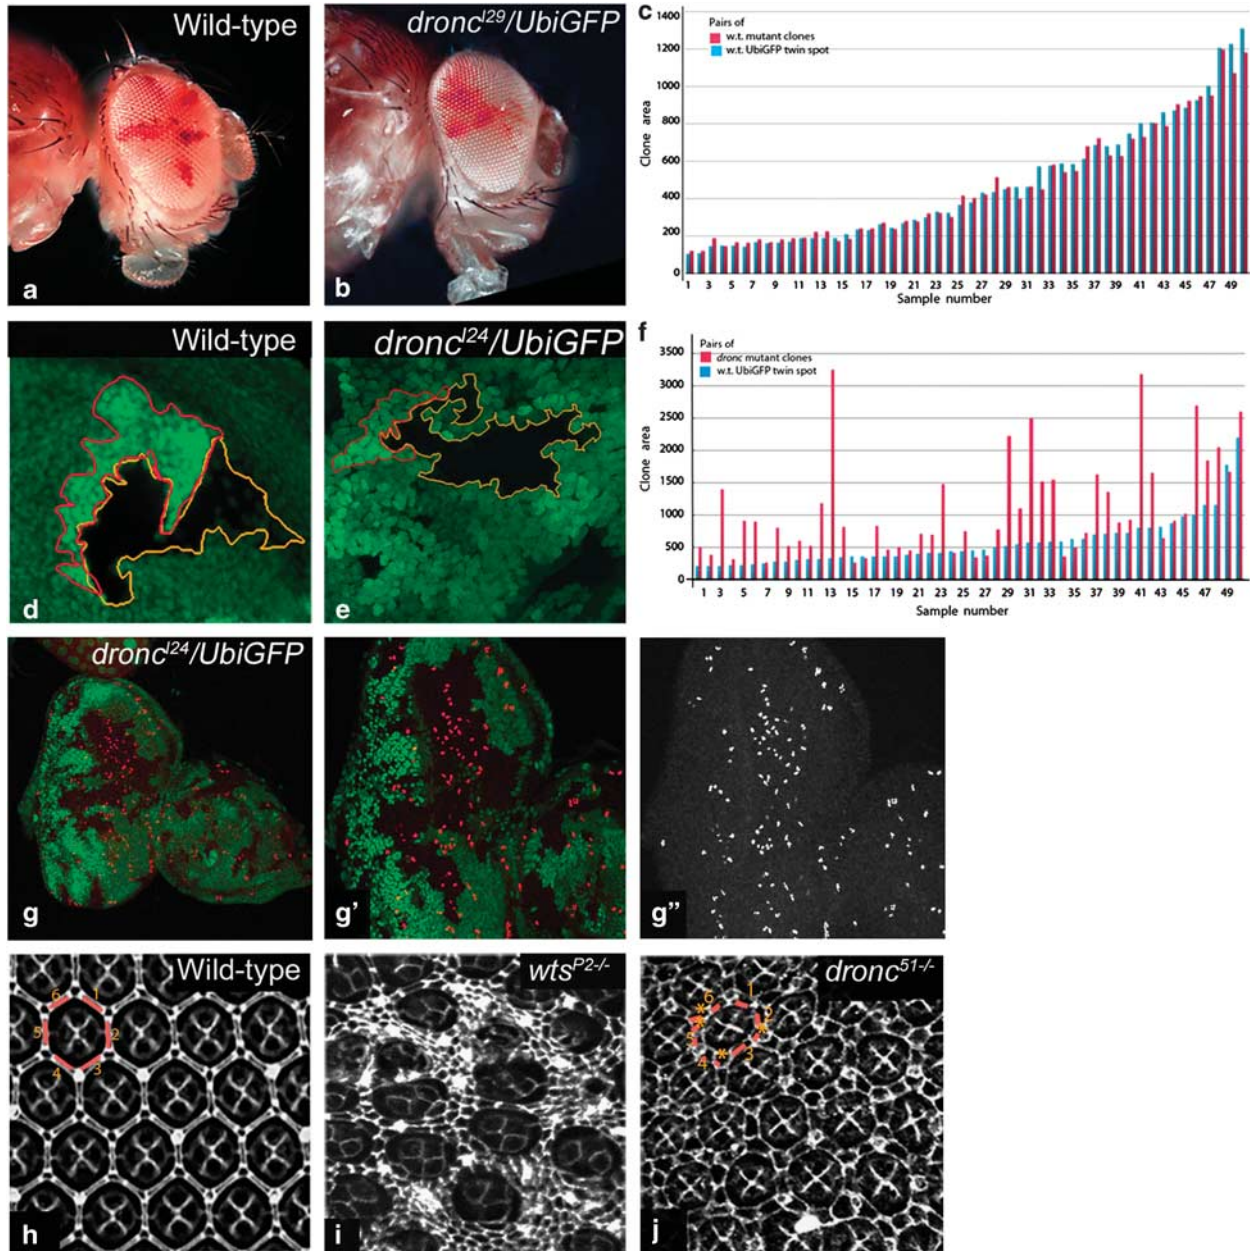 Wild-type
a
dronc^I29/UbiGFP
b
c
Pairs of
w.t. mutant clones
w.t. UbiGFP twin spot
Clone area
1400
1200
1000
800
600
400
200
0
1 3 5 7 9 11 13 15 17 19 21 23 25 27 29 31 33 35 37 39 41 43 45 47 49
Sample number
Wild-type
d
dronc^I24/UbiGFP
e
f
Pairs of
dronc mutant clones
w.t. UbiGFP twin spot
Clone area
3500
3000
2500
2000
1500
1000
500
0
1 3 5 7 9 11 13 15 17 19 21 23 25 27 29 31 33 35 37 39 41 43 45 47 49
Sample number
dronc^I24/UbiGFP
g
g'
g"
Wild-type
6 1
5 2
4 3
h
wts^P2-/-
i
dronc^51-/-
6 1
* 2
* *
5 * 3
4
j